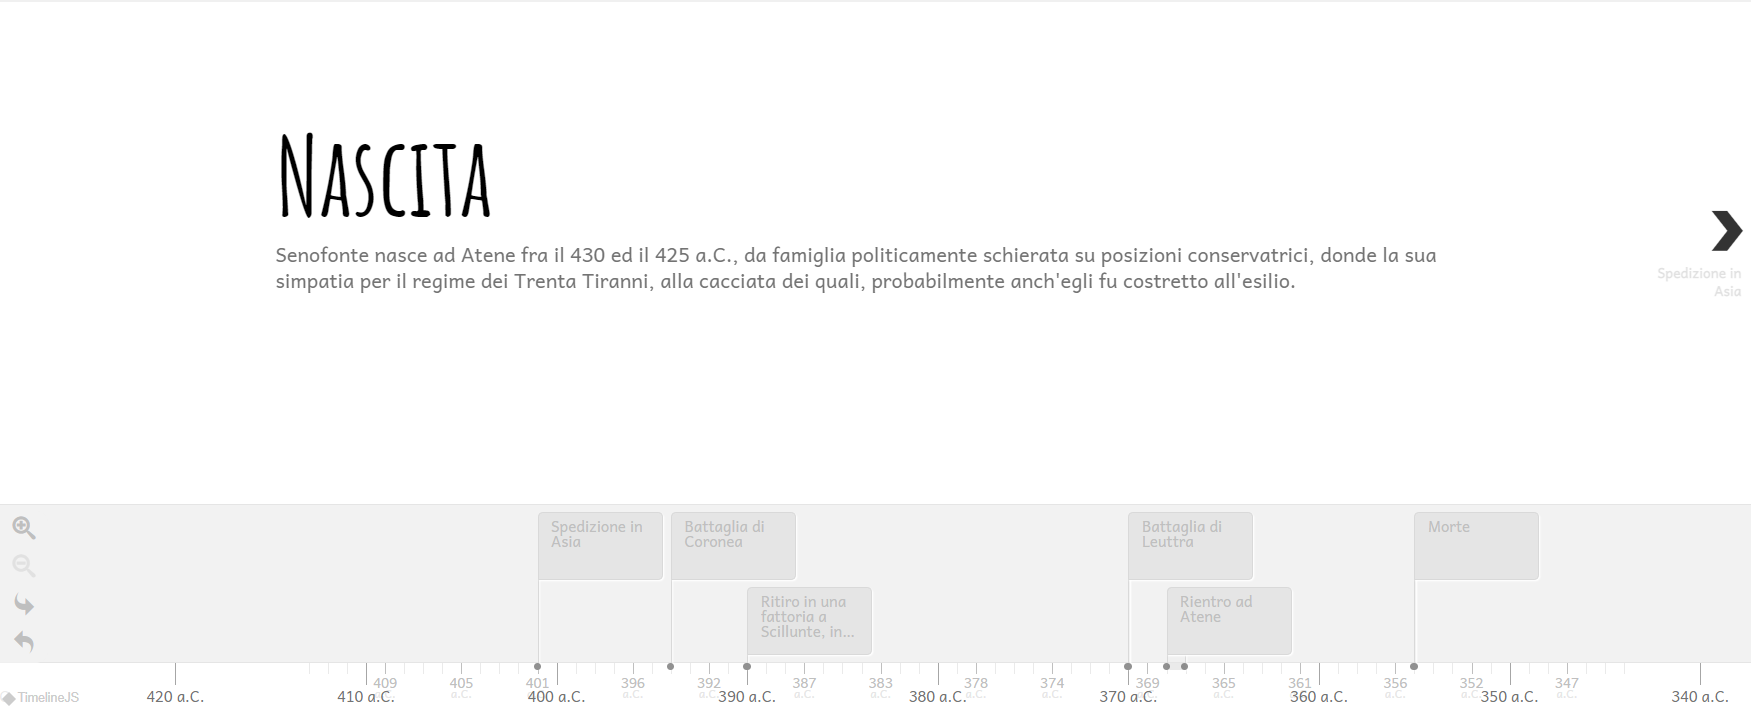 Nascita
Senofonte nasce ad Atene fra il 430 ed il 425 a.C., da famiglia politicamente schierata su posizioni conservatrici, donde la sua
simpatia per il regime dei Trenta Tiranni, alla cacciata dei quali, probabilmente anch'egli fu costretto all'esilio.
Spedizione in
Asia
Spedizione in
Asia
Battaglia di
Coronea
Battaglia di
Leuttra
Morte
Ritiro in una
fattoria a
Scillunte, in...
Rientro ad
Atene
409 405 401 396 392 387 383 378 374 369 365 361 356 352 347
a.C. a.C. a.C. a.C. a.C. a.C. a.C. a.C. a.C. a.C. a.C. a.C.
TimelineJS 420 a.C. 410 a.C. 400 a.C. 390 a.C. 380 a.C. 370 a.C. 360 a.C. 350 a.C. 340 a.C.